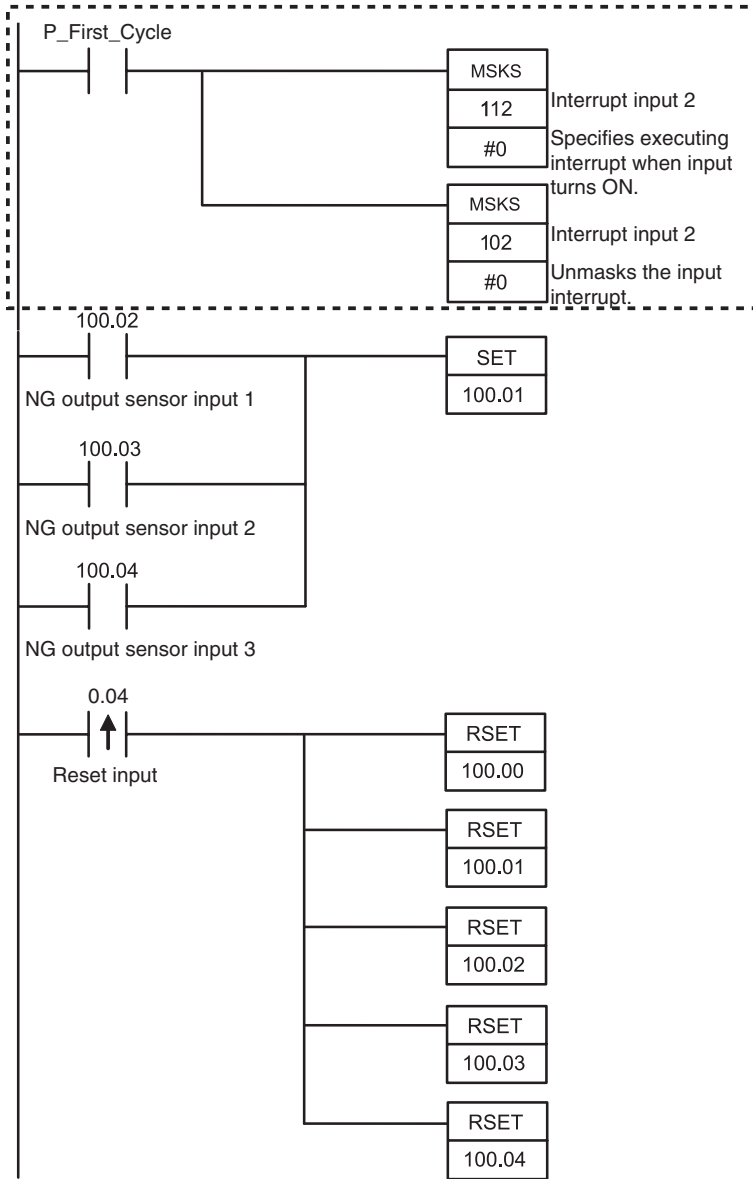 P_First_Cycle
MSKS
112
Interrupt input 2
#0
Specifies executing
interrupt when input
turns ON.
MSKS
102
Interrupt input 2
#0
Unmasks the input
interrupt.
100.02
SET
100.01
NG output sensor input 1
100.03
NG output sensor input 2
100.04
NG output sensor input 3
0.04
Reset input
RSET
100.00
RSET
100.01
RSET
100.02
RSET
100.03
RSET
100.04